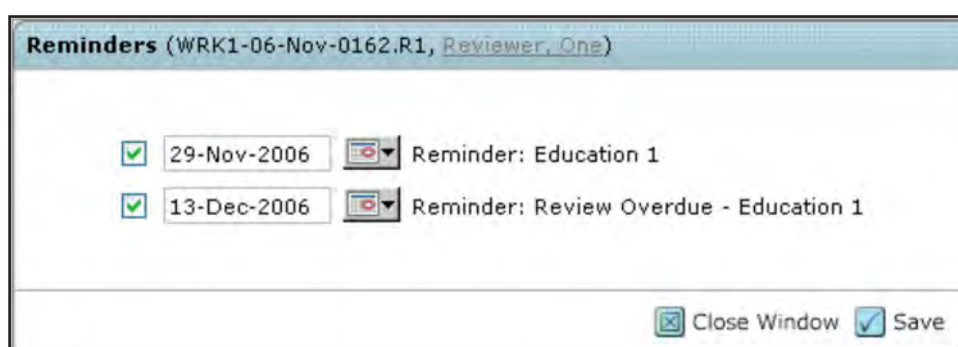 Reminders (WRK1-06-Nov-0162.R1, Reviewer, One)
29-Nov-2006 Reminder: Education 1
13-Dec-2006 Reminder: Review Overdue - Education 1
Close Window Save